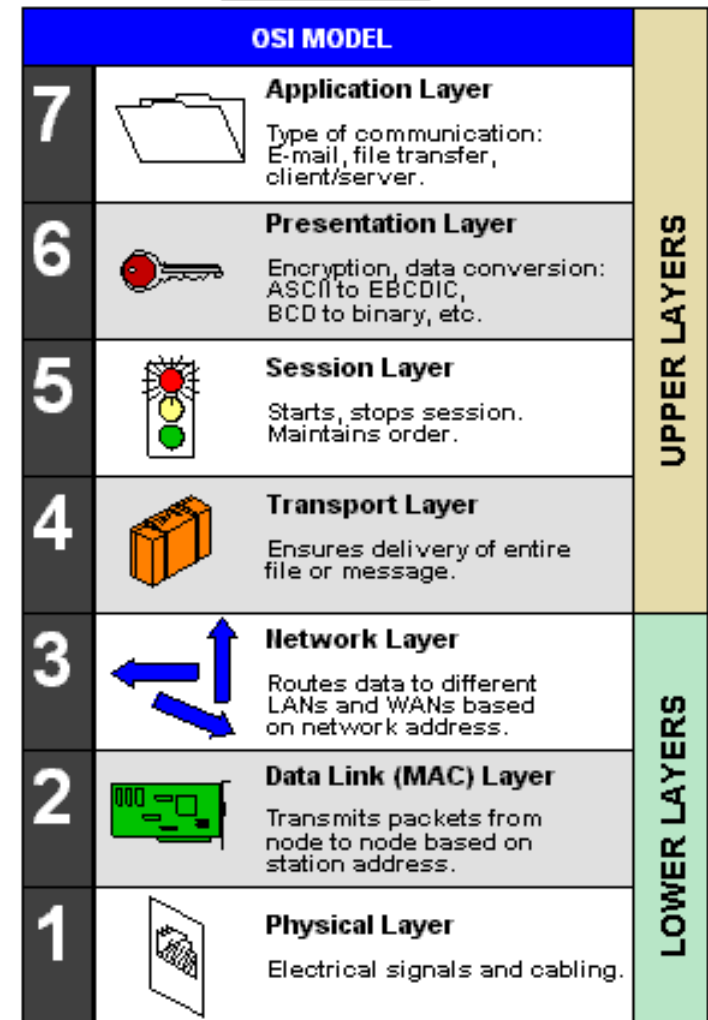 OSI MODEL
7
Application Layer
Type of communication:
E-mail, file transfer,
client/server.
6
Presentation Layer
Encryption, data conversion:
ASCII to EBCDIC,
BCD to binary, etc.
5
Session Layer
Starts, stops session.
Maintains order.
4
Transport Layer
Ensures delivery of entire
file or message.
UPPER LAYERS
3
Network Layer
Routes data to different
LANs and WANs based
on network address.
2
Data Link (MAC) Layer
Transmits packets from
node to node based on
station address.
1
Physical Layer
Electrical signals and cabling.
LOWER LAYERS